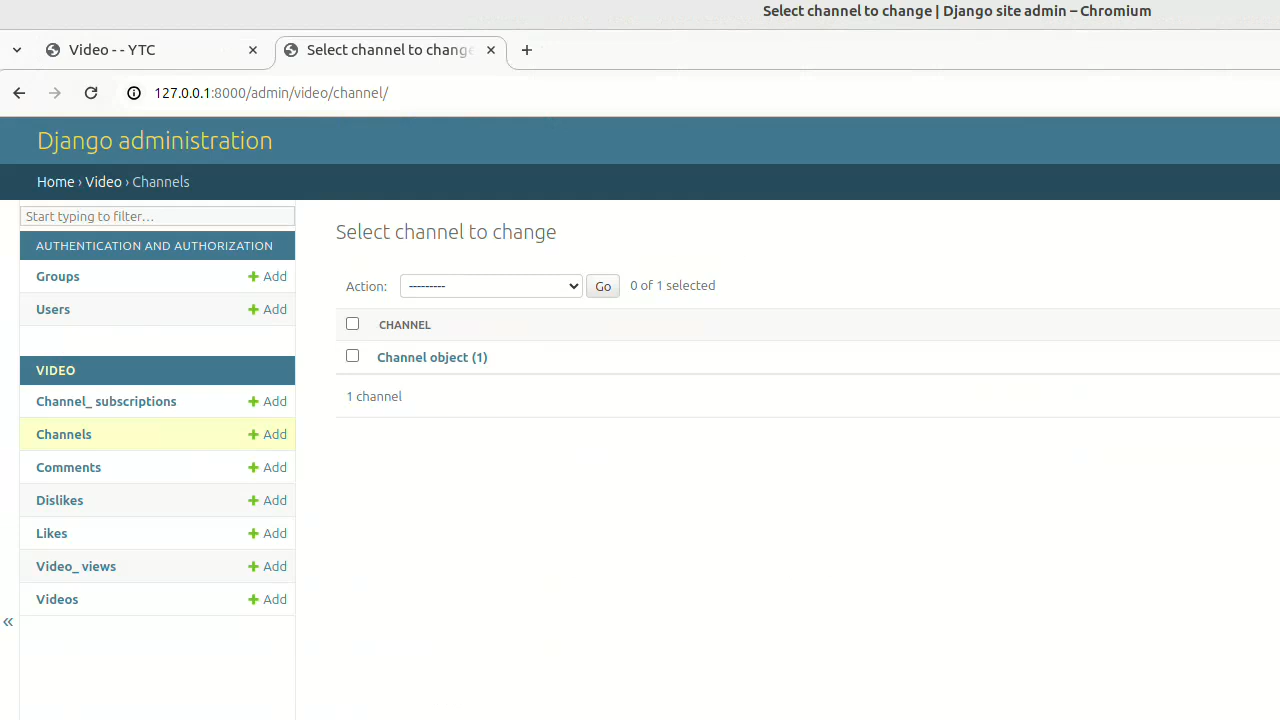 Select channel to change | Django site admin – Chromium
Video - - YTC
Select channel to change
127.0.0.1:8000/admin/video/channel/
Django administration
Home › Video › Channels
Start typing to filter…
AUTHENTICATION AND AUTHORIZATION
Groups + Add
Users + Add
VIDEO
Channel_ subscriptions + Add
Channels + Add
Comments + Add
Dislikes + Add
Likes + Add
Video_ views + Add
Videos + Add
«
Select channel to change
Action: --------- Go 0 of 1 selected
CHANNEL
Channel object (1)
1 channel